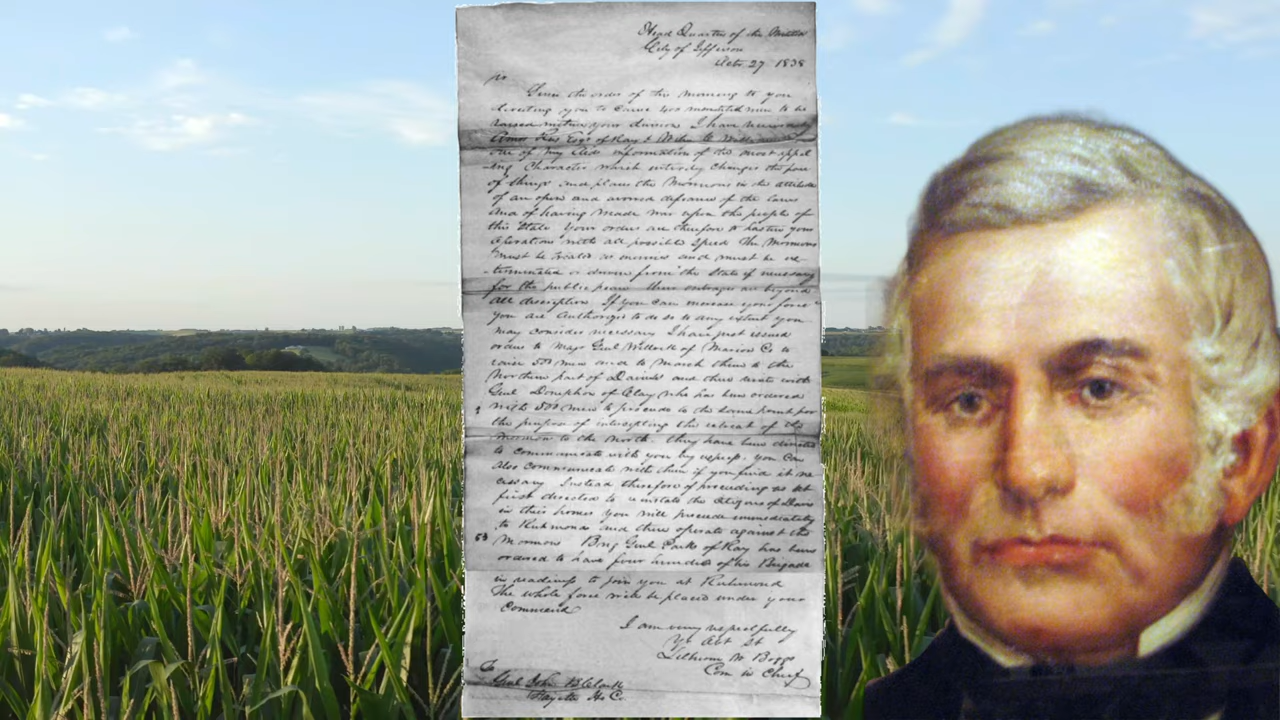 Head Quarters of the Militia
City of Jefferson
Octr. 27 1838
Since the order of the morning to you
directing you to cause 400 mounted men to be
raised within your division I have received
Amos Rees Esqr of Ray &
one of my Aids information of the most appal
-ing Character which entirely changes the face
of things and places the Mormons in the attitude
of an open and armed defiance of the laws
and of having made war upon the people of
this State Your orders are therefore to hasten your
operations with all possible speed The Mormons
must be treated as enemies and must be ex-
-terminated or driven from the State if necessary
for the public peace their outrages are beyond
all description If you can increase your force
you are Authorized to do so to any extent you
may consider necessary I have just issued
orders to Majr Genl Willock of Marion Co to
raise 500 men and to March them to the
Northern part of Daviess and there unite with
Genl Doniphan of Clay who has been ordered
with 500 men to proceed to the same point for
the purpose of intercepting the retreat of the
Mormons to the North they have been directed
to communicate with you by express. you can
also communicate with them if you find it ne
cessary Instead therefore of proceeding as at
first directed to reinstate the citizens of Daviess
in their homes you will proceed immediately
to Richmond and there operate against the
Mormons Brig Genl Parks of Ray has been
ordered to have four hundred of his Brigade
in readiness to join you at Richmond
The whole force will be placed under your
Command
I am very respectfully
Yr Obt St
Lilburn W Boggs
Com in Chief
To
Genl John B Clark
Fayette Ho Co